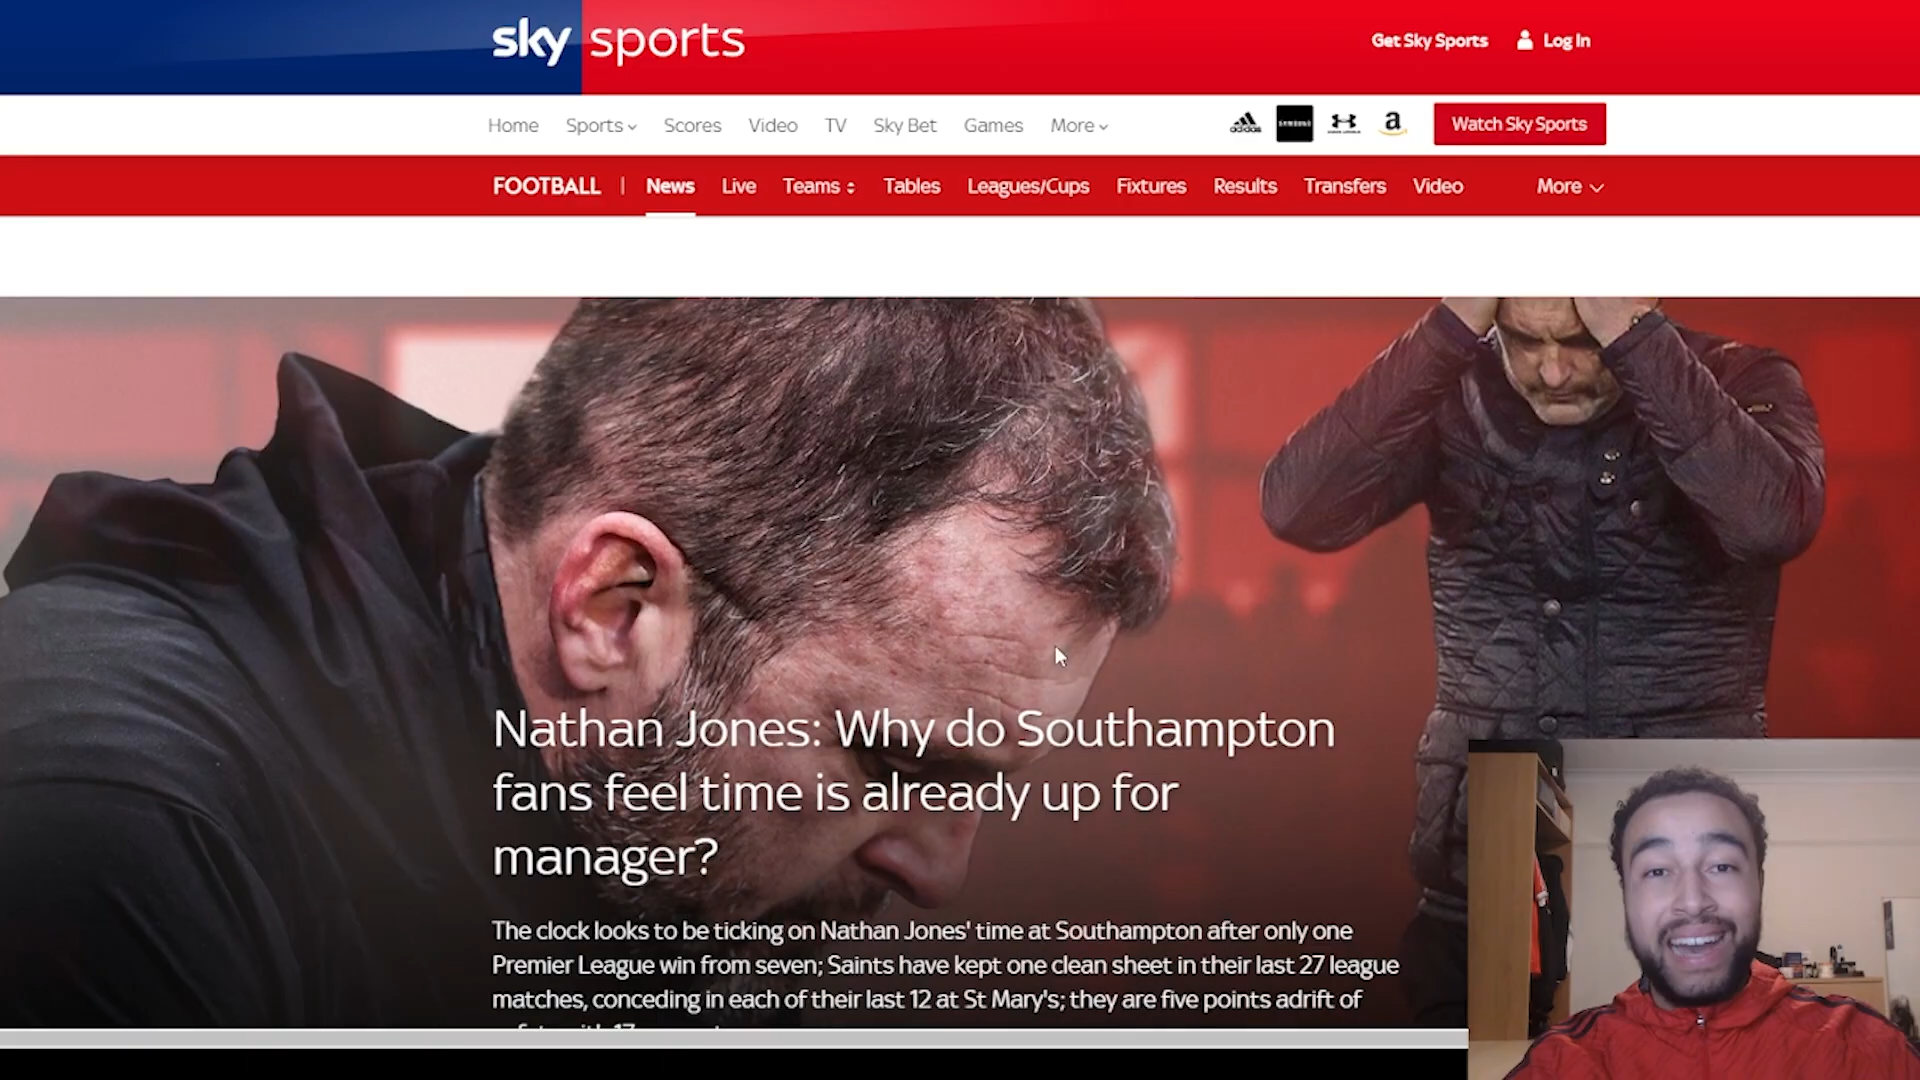 sky sports
Get Sky Sports
Log In
Home
Sports
Scores
Video
TV
Sky Bet
Games
More
adidas
SAMSUNG
a
Watch Sky Sports
FOOTBALL
News
Live
Teams
Tables
Leagues/Cups
Fixtures
Results
Transfers
Video
More
Nathan Jones: Why do Southampton
fans feel time is already up for
manager?
The clock looks to be ticking on Nathan Jones' time at Southampton after only one
Premier League win from seven; Saints have kept one clean sheet in their last 27 league
matches, conceding in each of their last 12 at St Mary's; they are five points adrift of